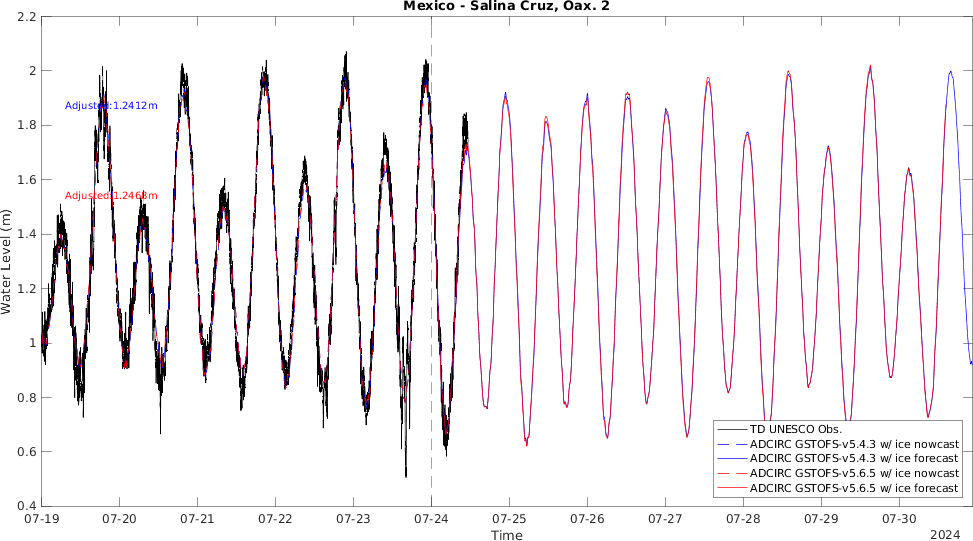 Mexico - Salina Cruz, Oax. 2
2.2
2
1.8
1.6
1.4
1.2
1
0.8
0.6
0.4
Water Level (m)
Adjusted:1.2412m
Adjusted:1.2468m
TD UNESCO Obs.
ADCIRC GSTOFS-v5.4.3 w/ ice nowcast
ADCIRC GSTOFS-v5.4.3 w/ ice forecast
ADCIRC GSTOFS-v5.6.5 w/ ice nowcast
ADCIRC GSTOFS-v5.6.5 w/ ice forecast
07-19 07-20 07-21 07-22 07-23 07-24 07-25 07-26 07-27 07-28 07-29 07-30
Time
2024